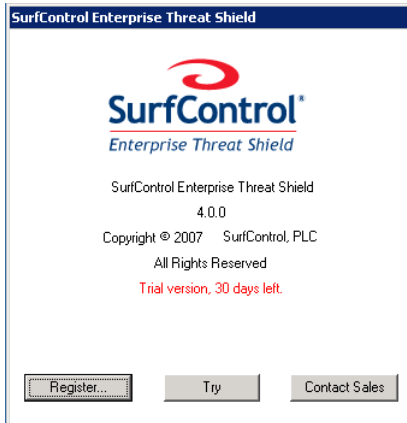 SurfControl Enterprise Threat Shield
SurfControl
Enterprise Threat Shield
SurfControl Enterprise Threat Shield
4.0.0
Copyright © 2007 SurfControl, PLC
All Rights Reserved
Trial version, 30 days left.
Register... Try Contact Sales